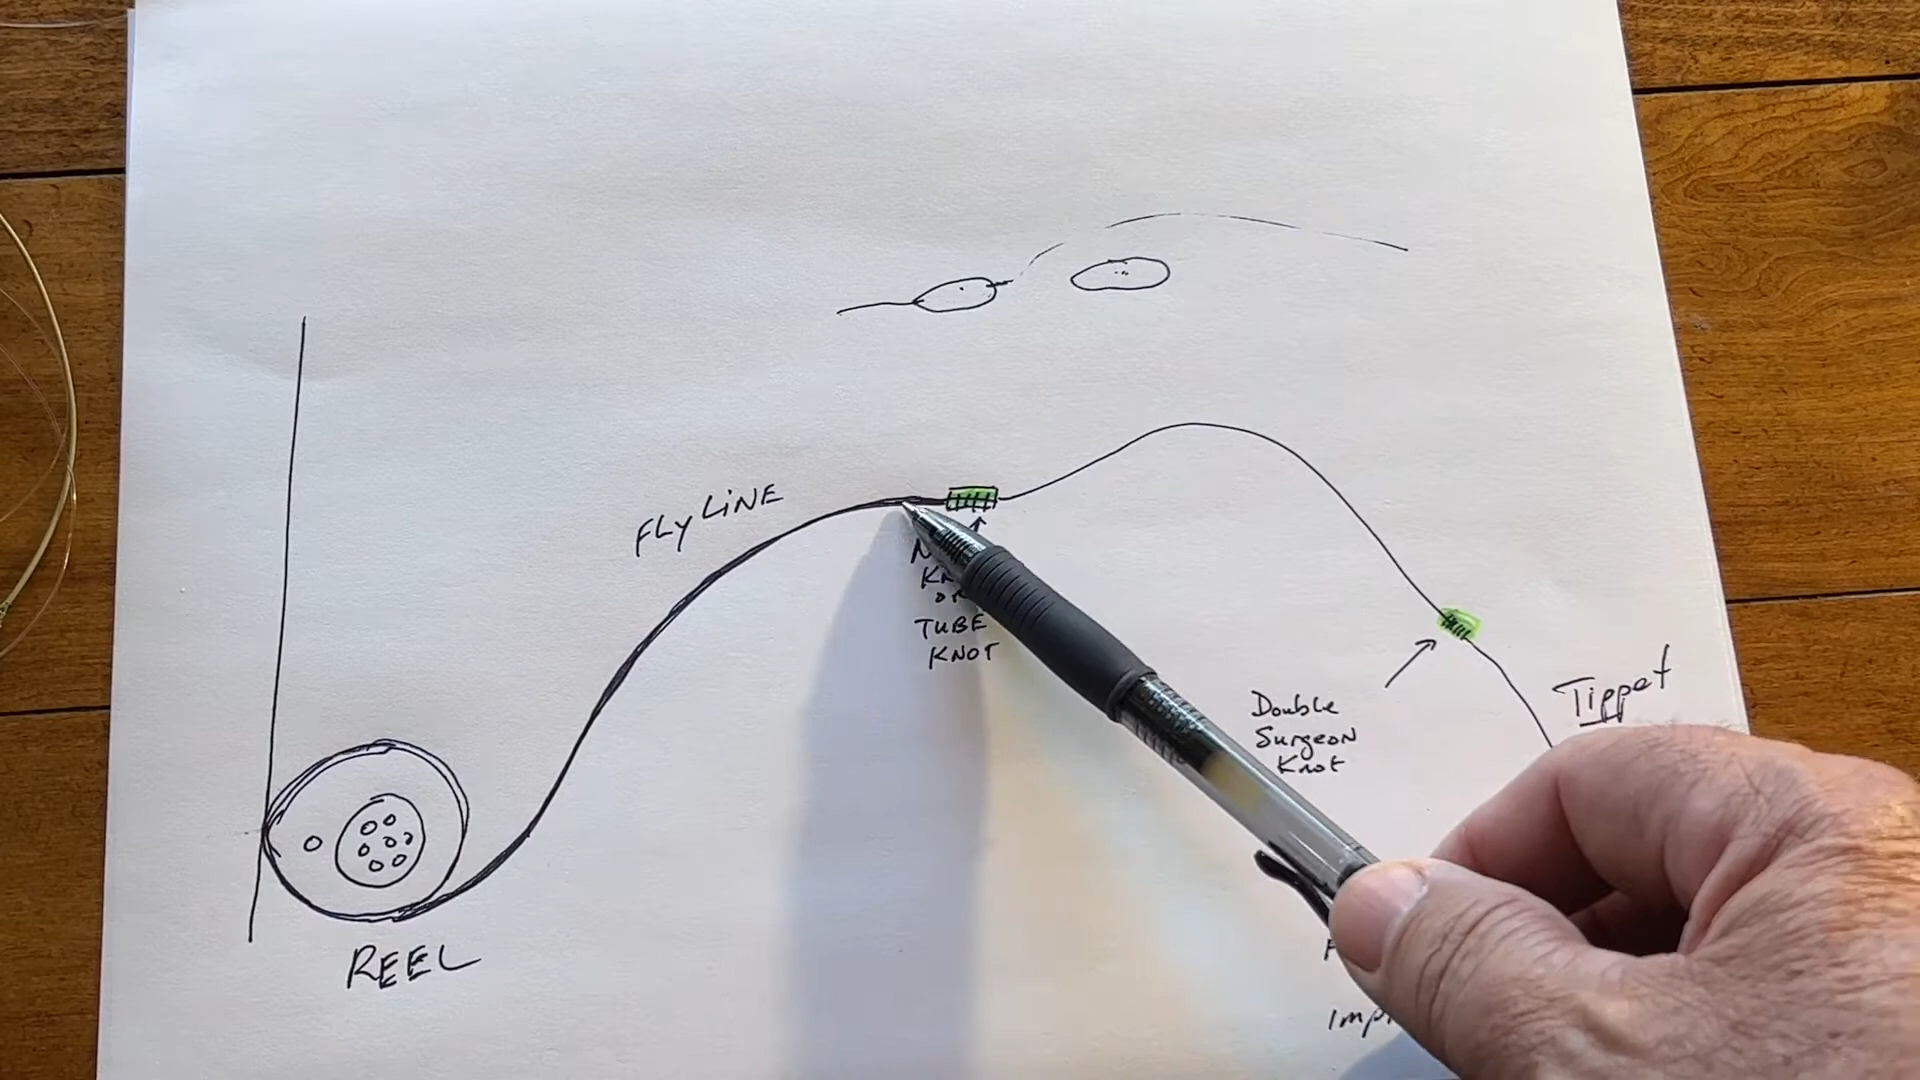 FLY LINE
TUBE
KNOT
Tippet
Double
Surgeon
Knot
REEL